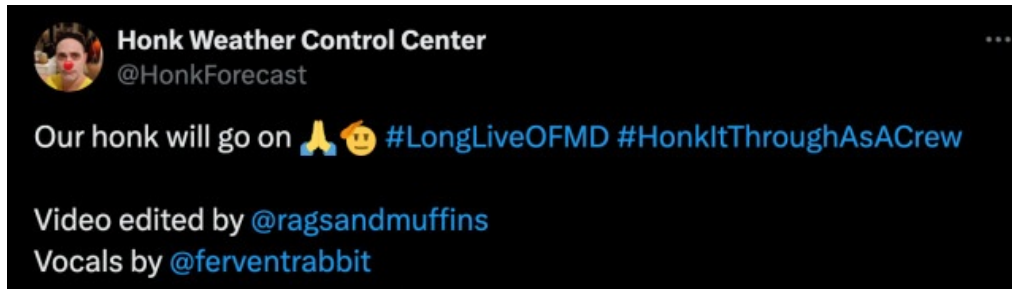 Honk Weather Control Center
@HonkForecast
Our honk will go on 🙏🫡 #LongLiveOFMD #HonkItThroughAsACrew
Video edited by @ragsandmuffins
Vocals by @ferventrabbit